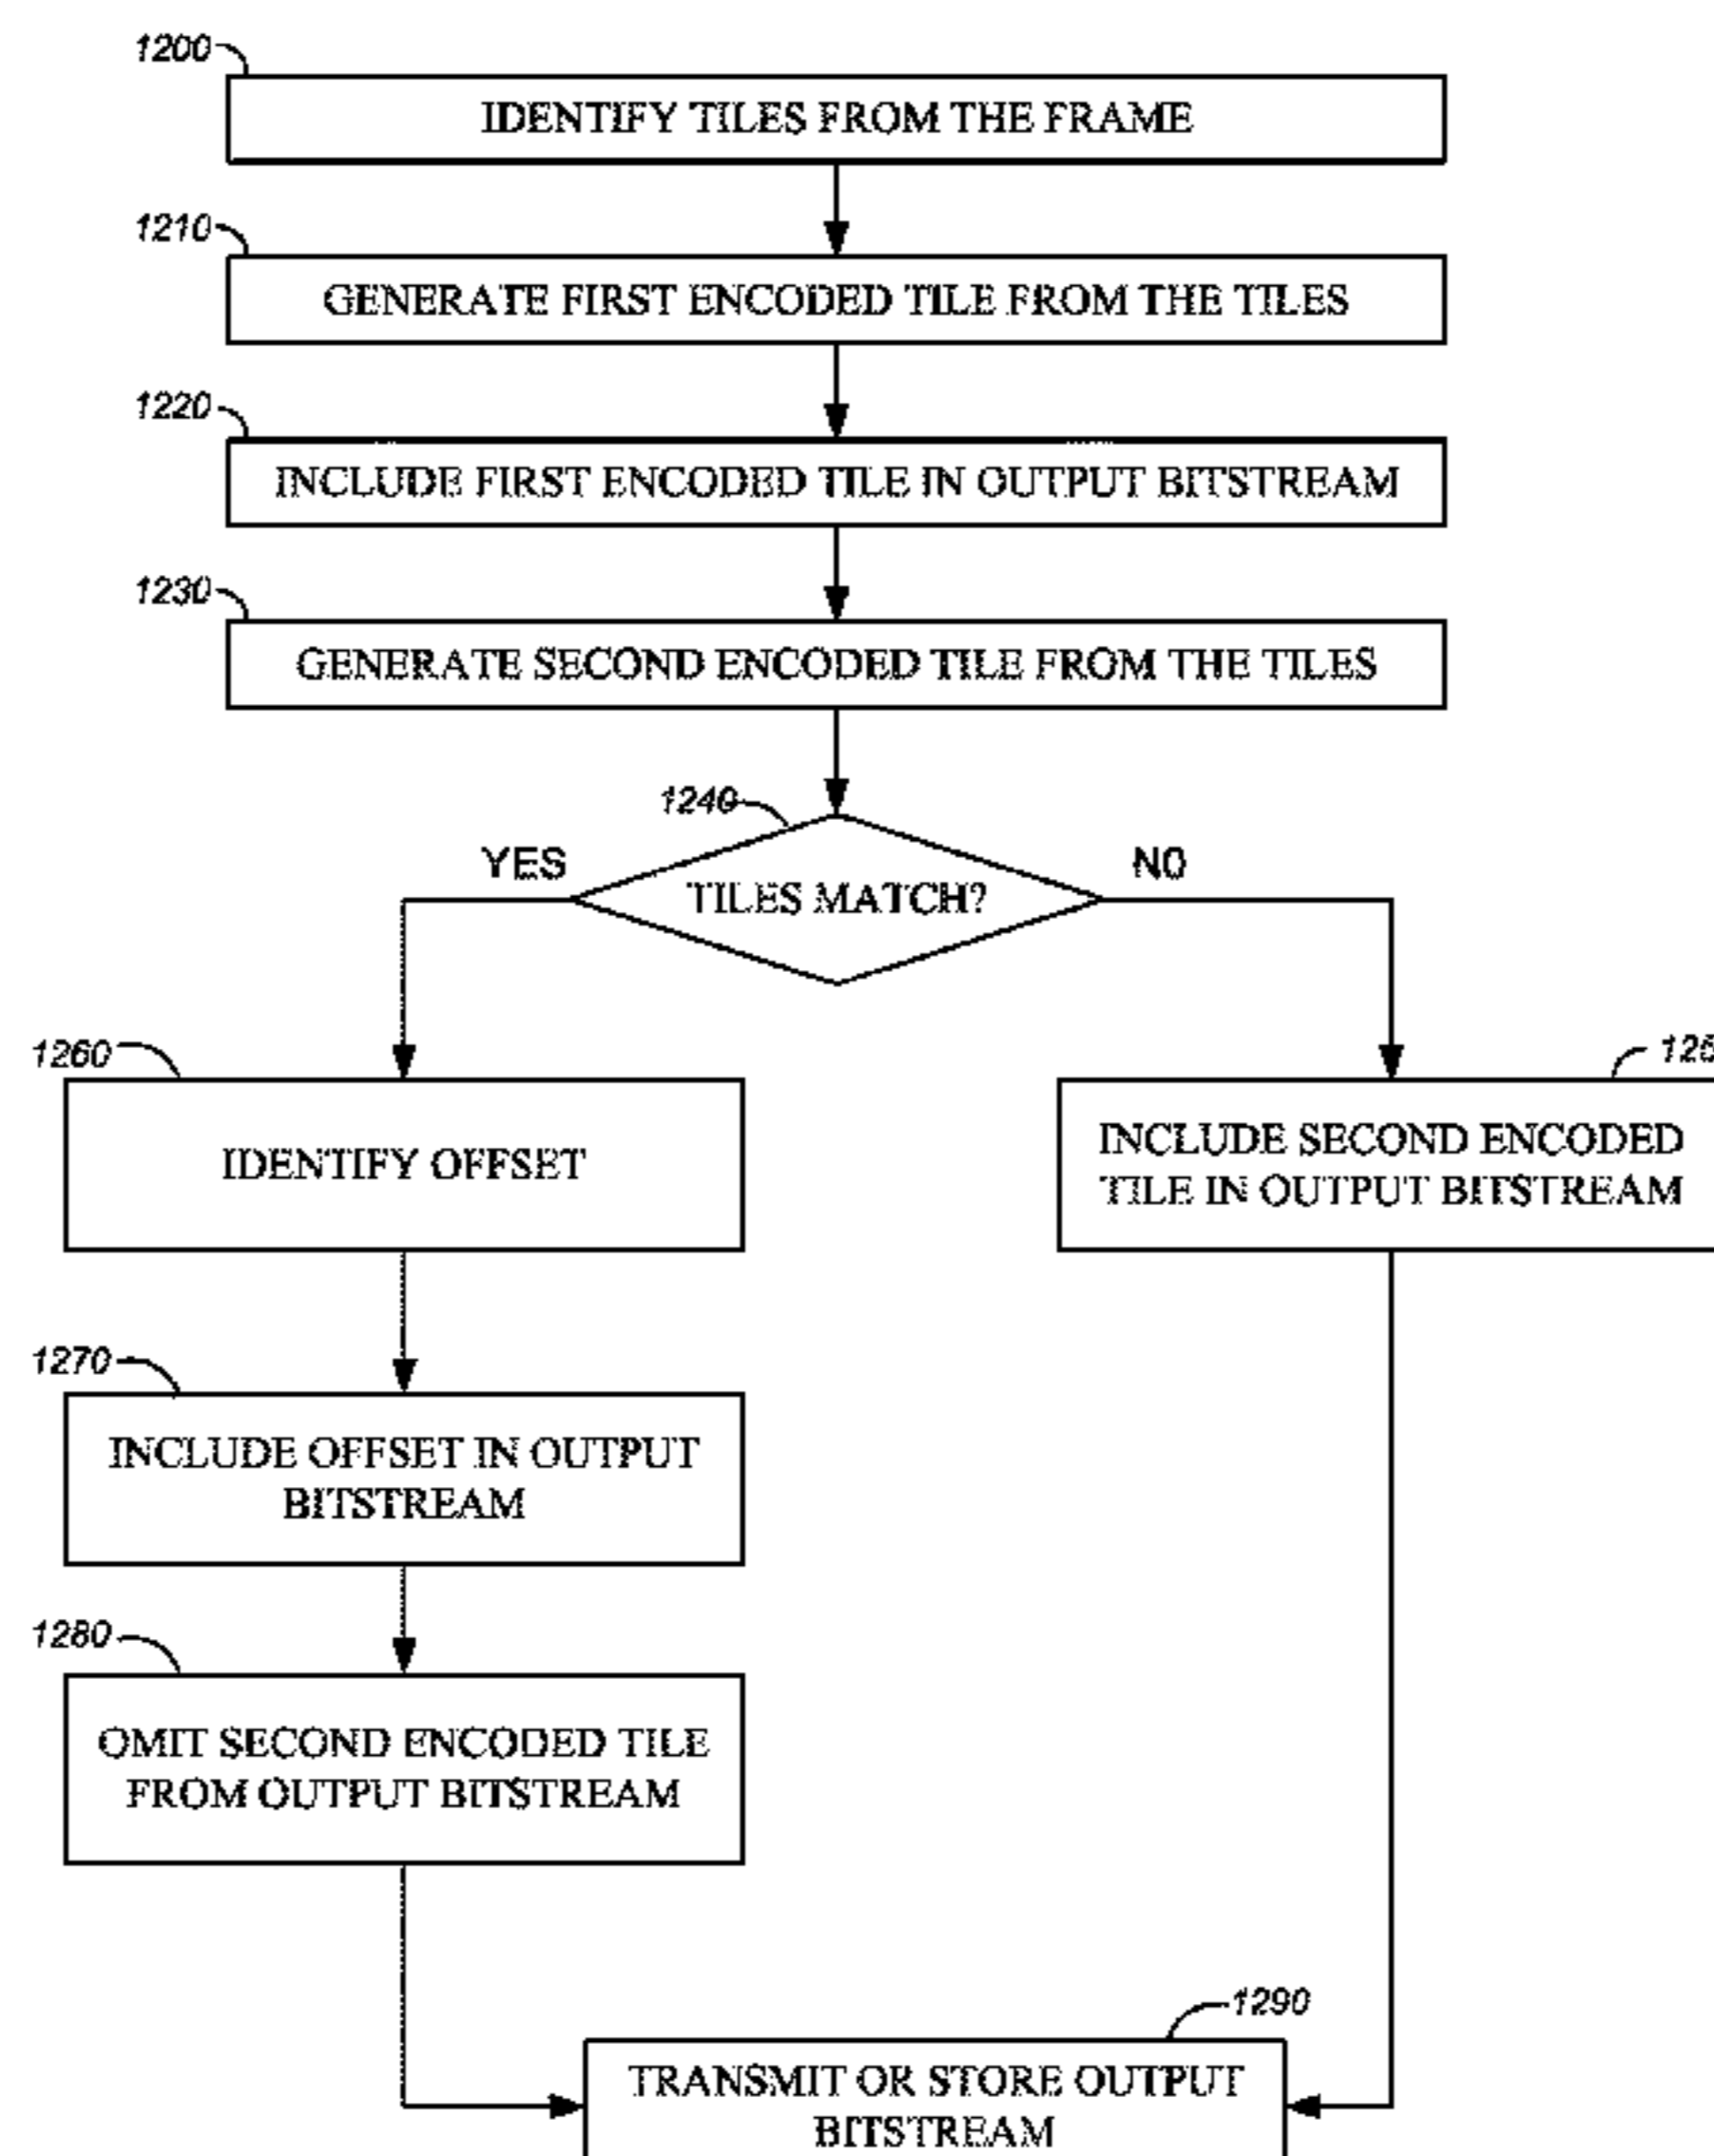 1200
IDENTIFY TILES FROM THE FRAME
1210
GENERATE FIRST ENCODED TILE FROM THE TILES
1220
INCLUDE FIRST ENCODED TILE IN OUTPUT BITSTREAM
1230
GENERATE SECOND ENCODED TILE FROM THE TILES
1240
YES
TILES MATCH?
NO
1260
IDENTIFY OFFSET
INCLUDE SECOND ENCODED
TILE IN OUTPUT BITSTREAM
1270
INCLUDE OFFSET IN OUTPUT
BITSTREAM
1280
OMIT SECOND ENCODED TILE
FROM OUTPUT BITSTREAM
1290
TRANSMIT OR STORE OUTPUT
BITSTREAM